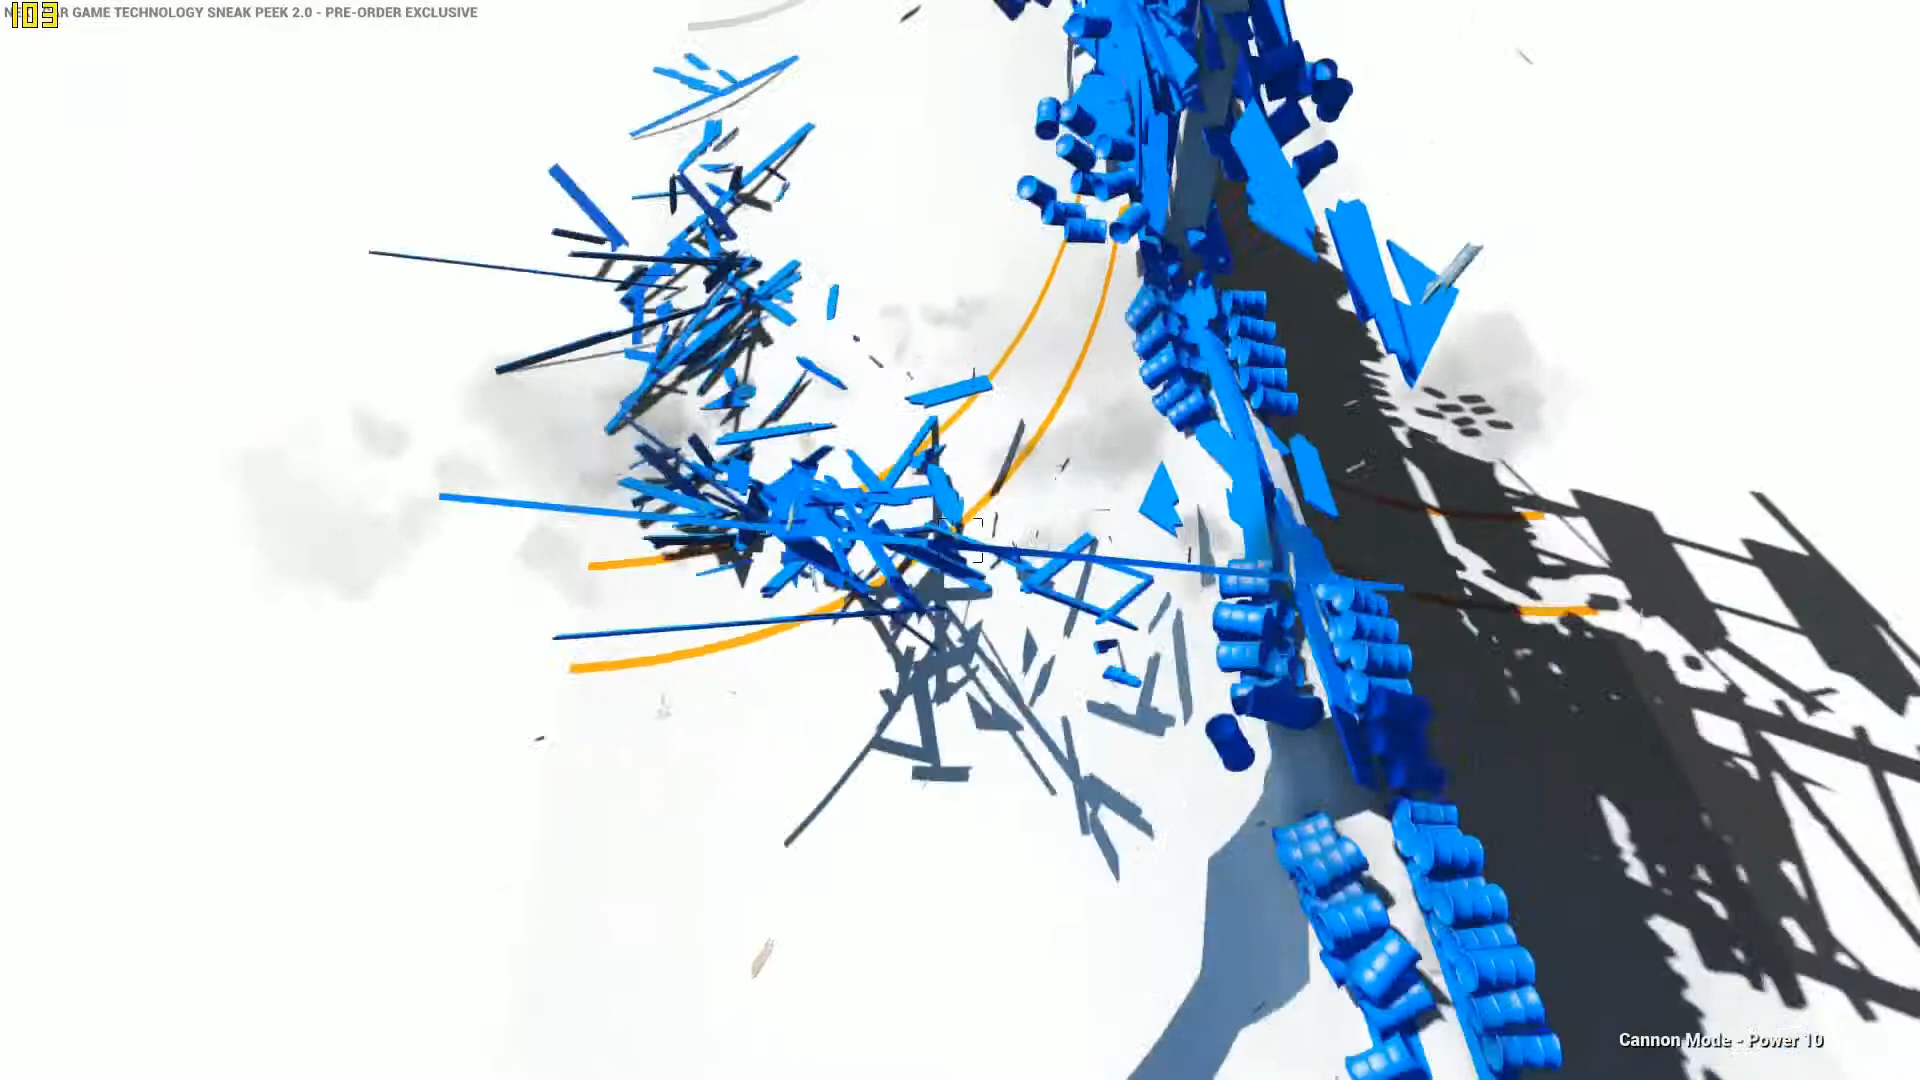 103
GAME TECHNOLOGY SNEAK PEEK 2.0 - PRE-ORDER EXCLUSIVE
Cannon Mode - Power 10